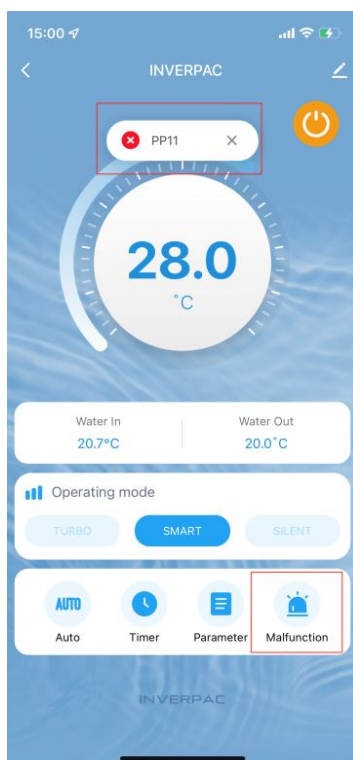 15:00
INVERPAC
PP11
28.0
°C
Water In
Water Out
20.7°C
20.0°C
Operating mode
TURBO
SMART
SILENT
AUTO
Auto
Timer
Parameter
Malfunction
INVERPAC